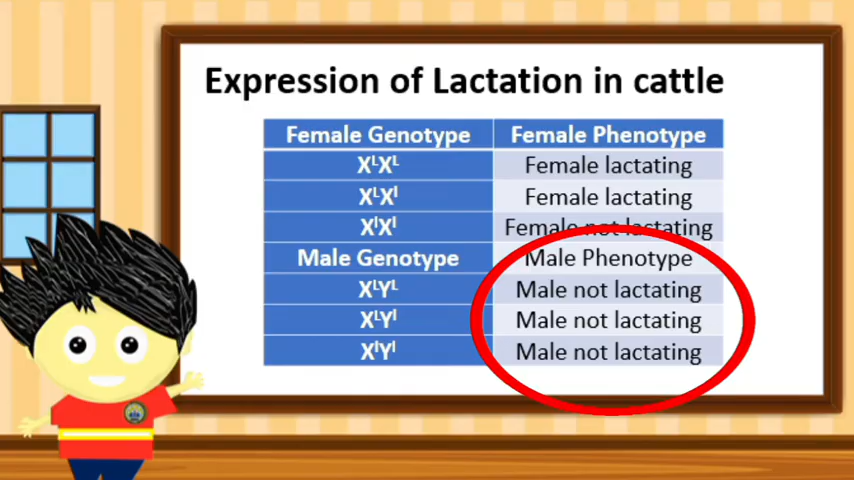 Expression of Lactation in cattle
Female Genotype Female Phenotype
XᴸXᴸ Female lactating
XᴸXˡ Female lactating
XˡXˡ Female not lactating
Male Genotype Male Phenotype
XᴸYᴸ Male not lactating
XᴸYˡ Male not lactating
XˡYˡ Male not lactating